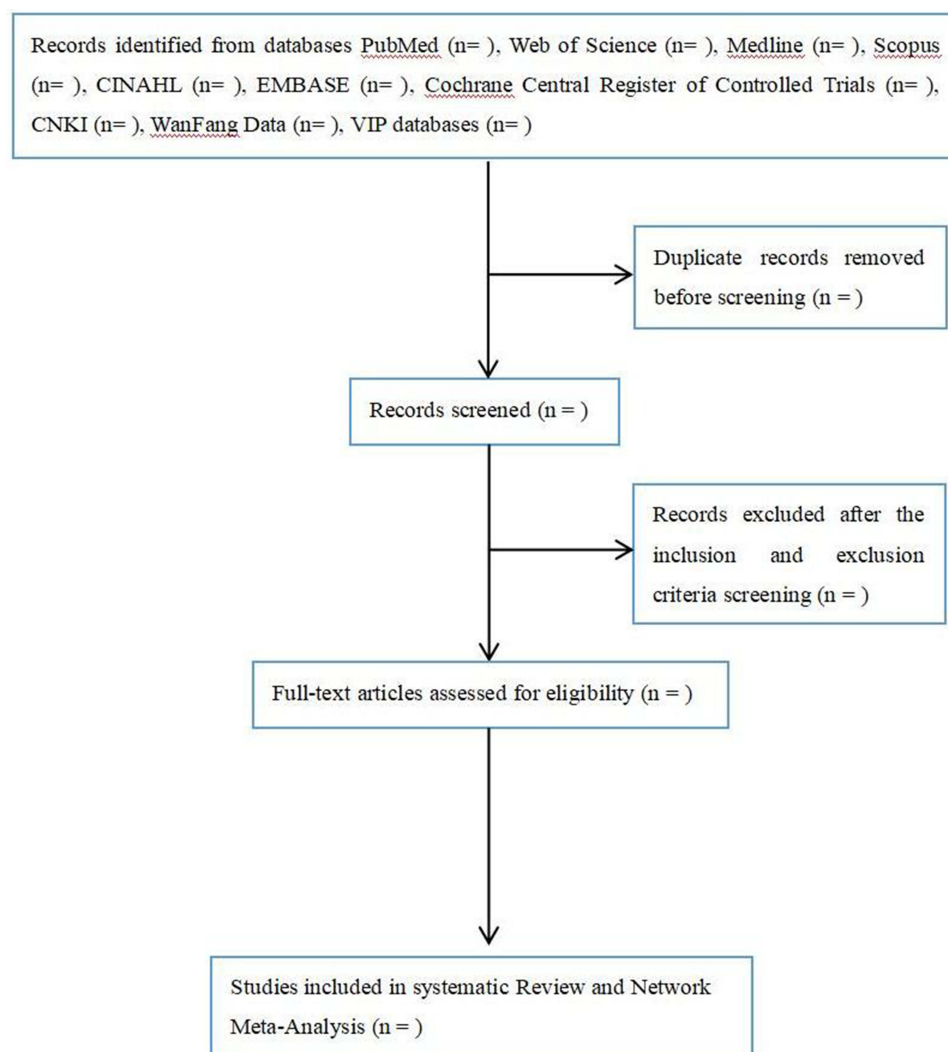 Records identified from databases PubMed (n= ), Web of Science (n= ), Medline (n= ), Scopus
(n= ), CINAHL (n= ), EMBASE (n= ), Cochrane Central Register of Controlled Trials (n= ),
CNKI (n= ), WanFang Data (n= ), VIP databases (n= )
Duplicate records removed
before screening (n = )
Records screened (n = )
Records excluded after the
inclusion and exclusion
criteria screening (n = )
Full-text articles assessed for eligibility (n = )
Studies included in systematic Review and Network
Meta-Analysis (n = )